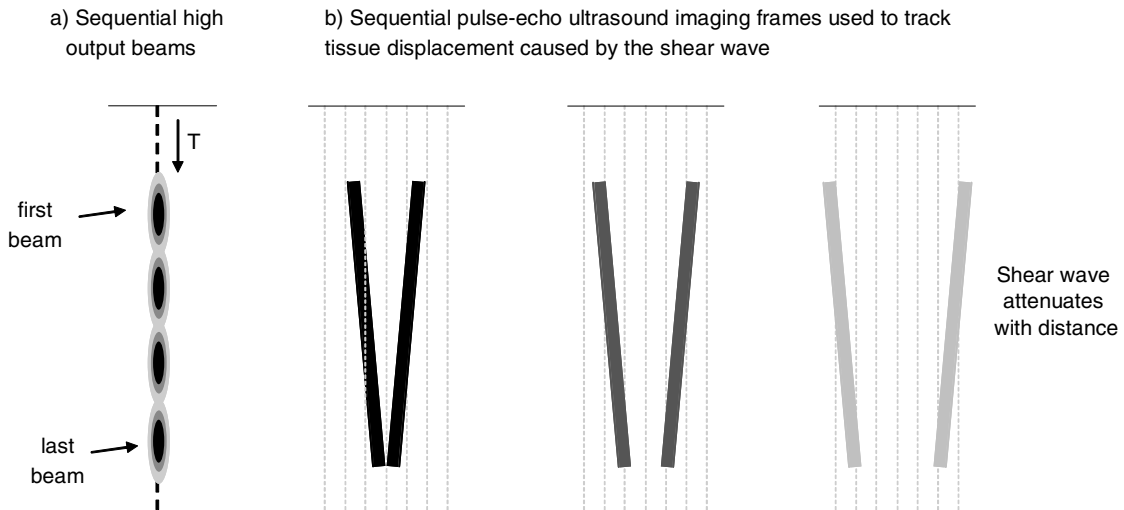 a) Sequential high
output beams
b) Sequential pulse-echo ultrasound imaging frames used to track
tissue displacement caused by the shear wave
T
first
beam
last
beam
Shear wave
attenuates
with distance